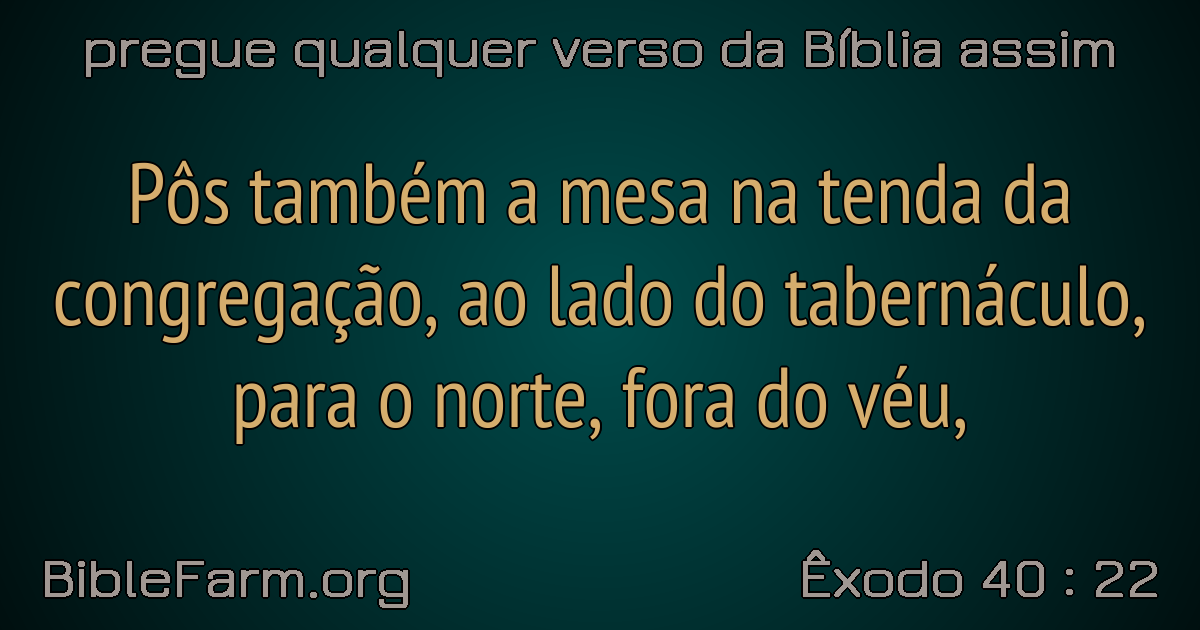 pregue qualquer verso da Bíblia assim
Pôs também a mesa na tenda da
congregação, ao lado do tabernáculo,
para o norte, fora do véu,
BibleFarm.org
Êxodo 40 : 22